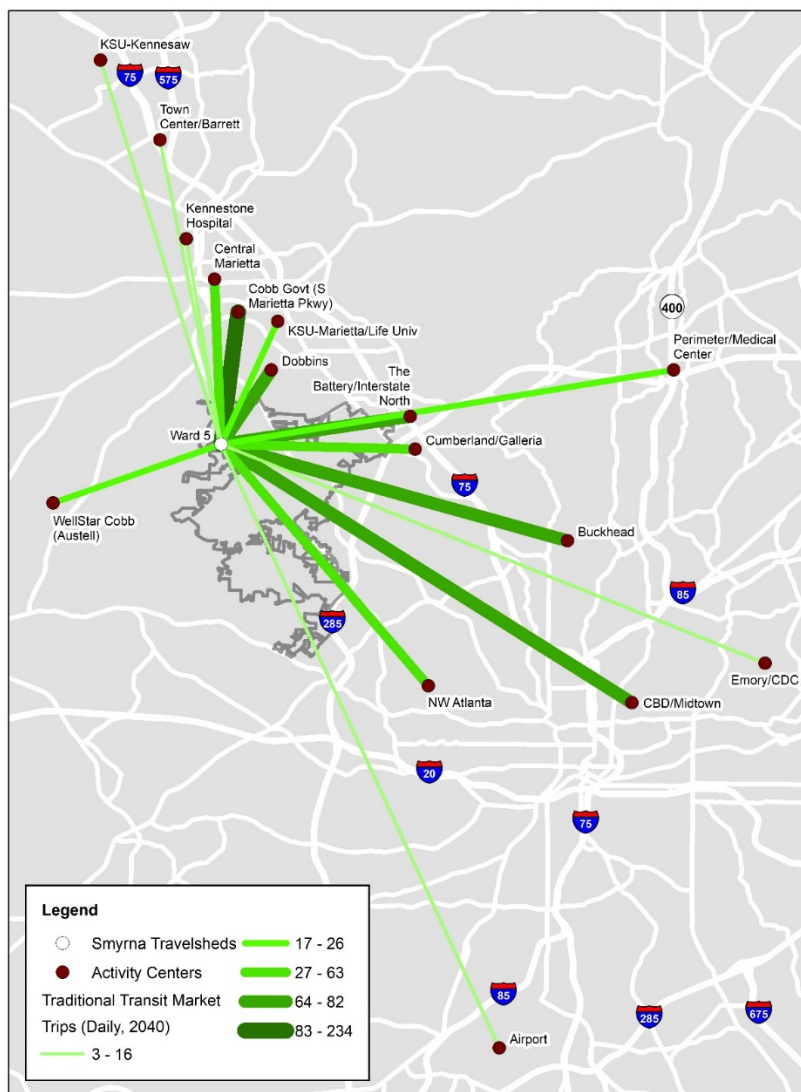 KSU-Kennesaw
75
575
Town
Center/Barrett
Kennestone
Hospital
Central
Marietta
Cobb Govt (S
Marietta Pkwy)
KSU-Marietta/Life Univ
400
Perimeter/Medical
Center
Dobbins
The
Battery/Interstate
North
Ward 5
Cumberland/Galleria
75
WellStar Cobb
(Austell)
Buckhead
85
285
Emory/CDC
NW Atlanta
CBD/Midtown
20
75
Legend
Smyrna Travelsheds
Activity Centers
Traditional Transit Market
Trips (Daily, 2040)
3 - 16
17 - 26
27 - 63
64 - 82
83 - 234
85
285
675
Airport